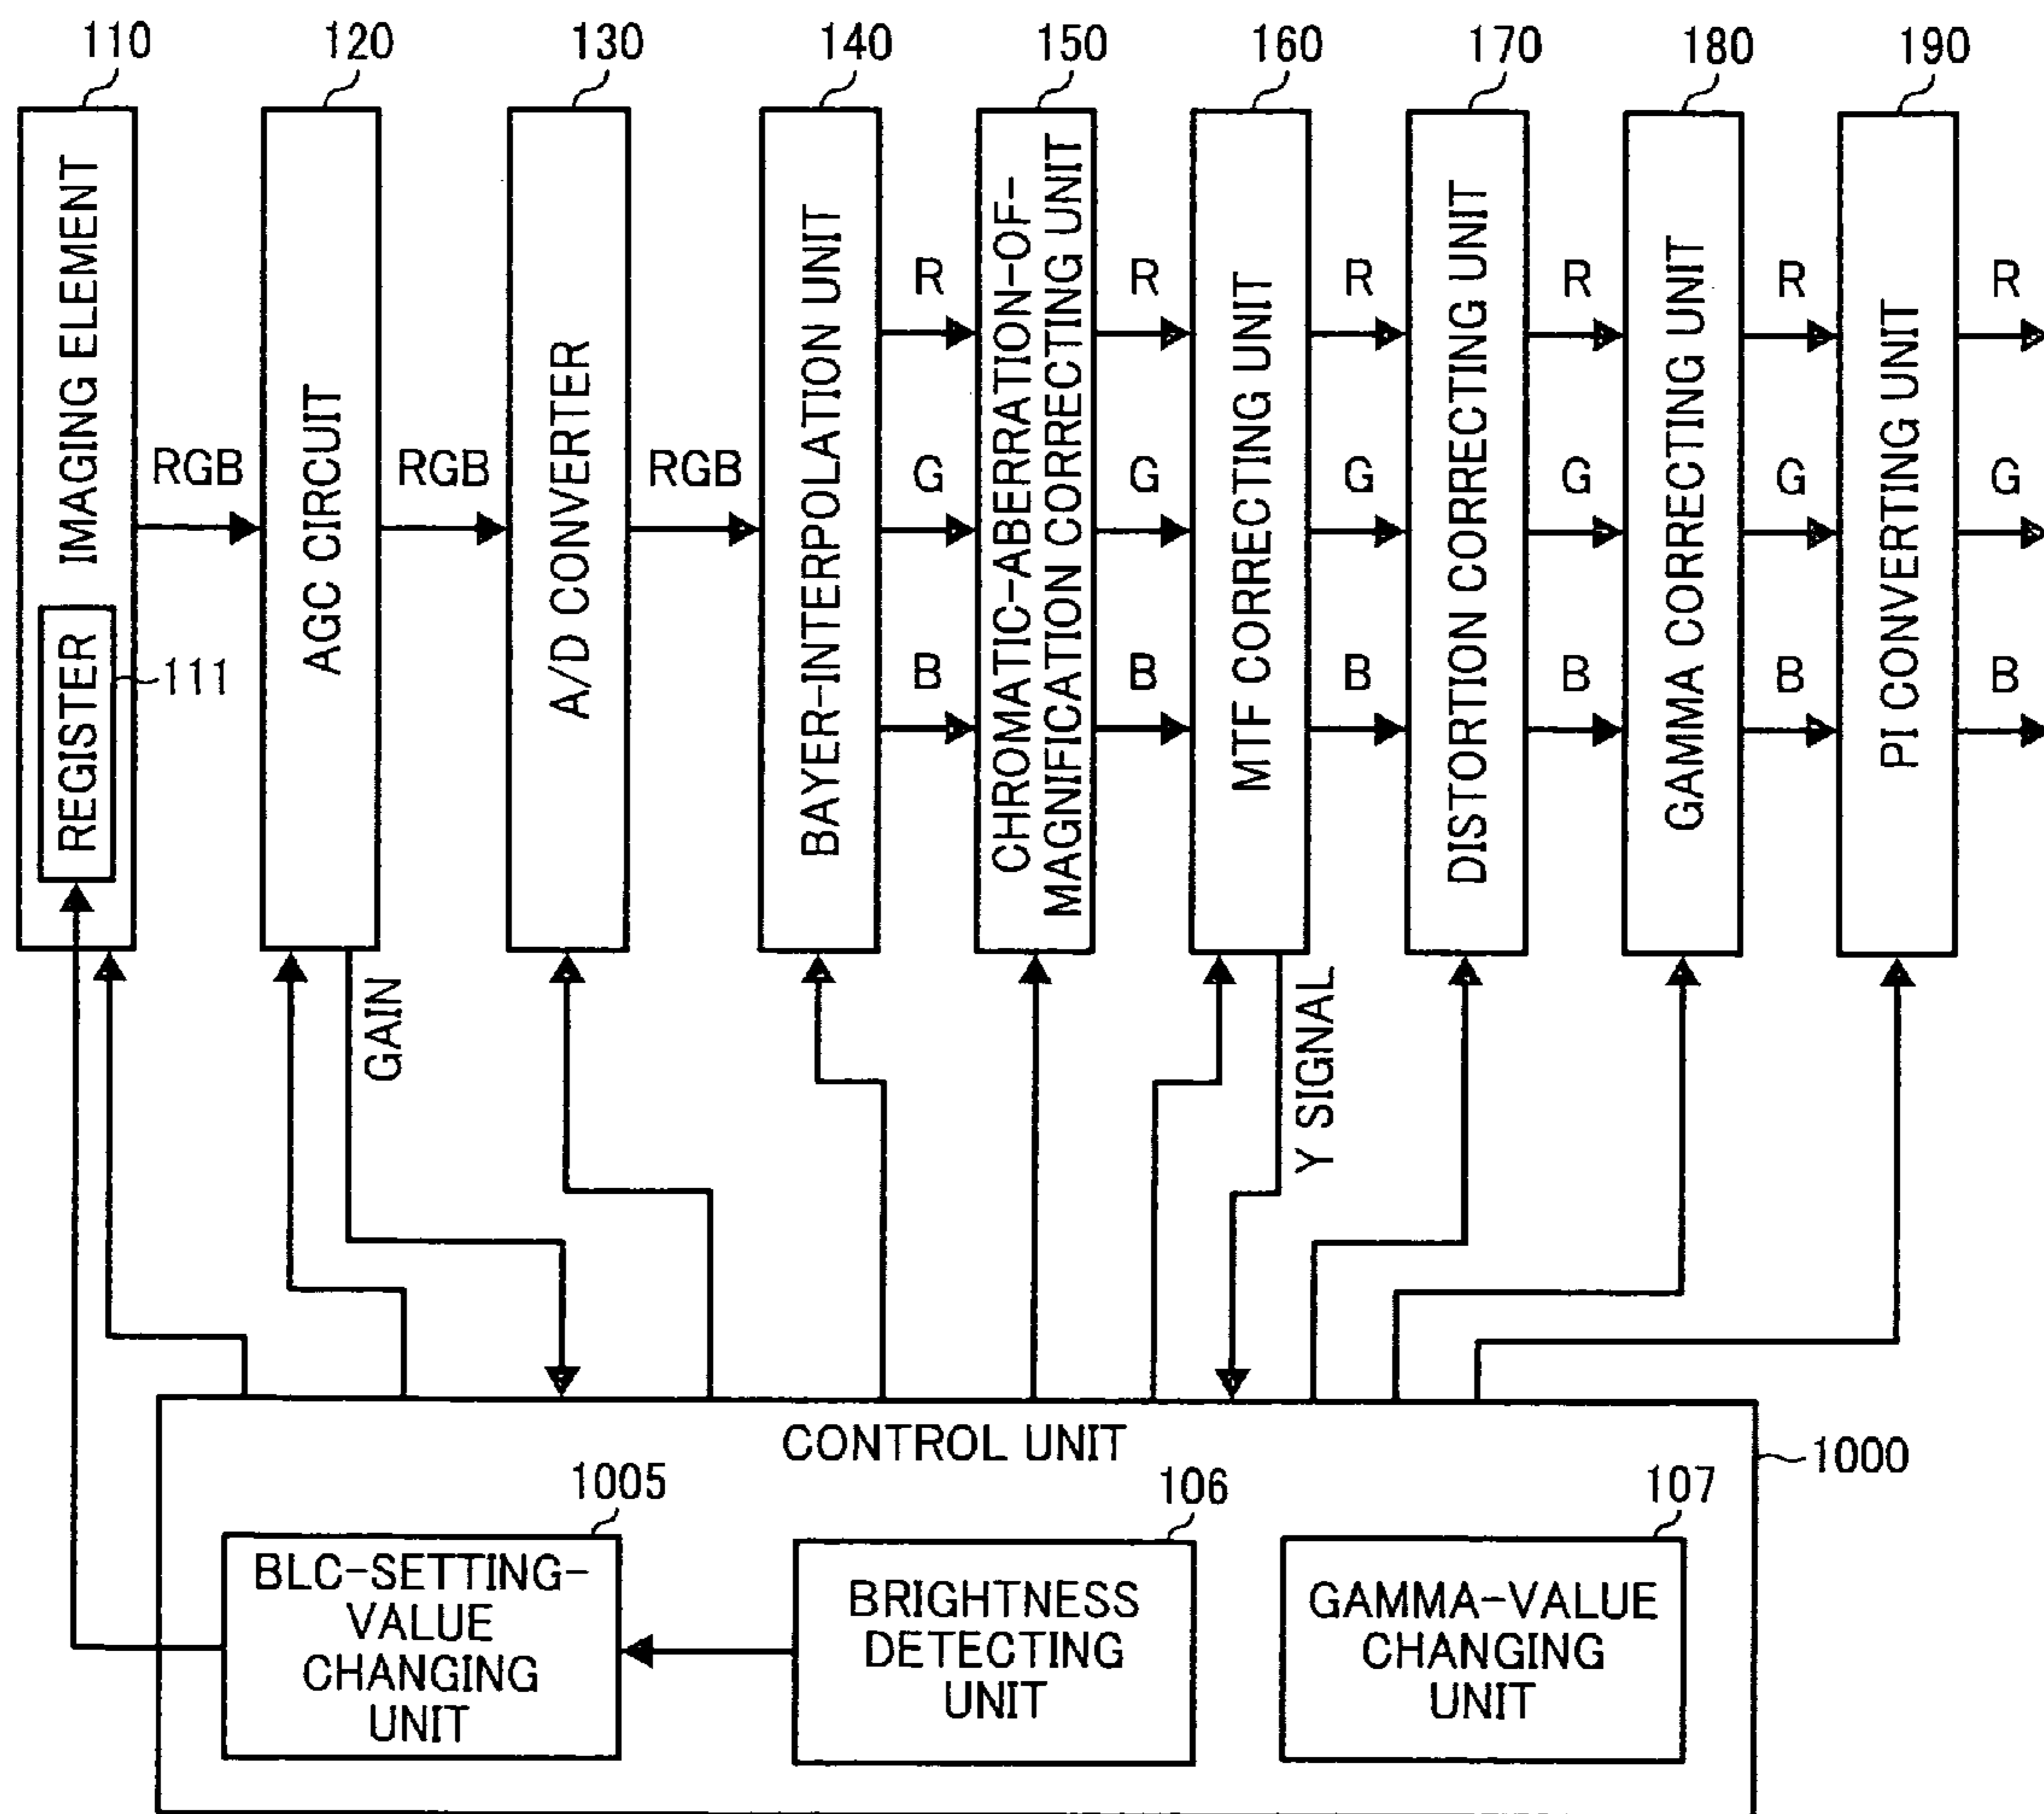 110
120
130
140
150
160
170
180
190
IMAGING ELEMENT
REGISTER
111
RGB
AGC CIRCUIT
RGB
A/D CONVERTER
RGB
BAYER-INTERPOLATION UNIT
R
G
B
CHROMATIC-ABERRATION-OF-
MAGNIFICATION CORRECTING UNIT
R
G
B
MTF CORRECTING UNIT
R
G
B
DISTORTION CORRECTING UNIT
R
G
B
GAMMA CORRECTING UNIT
R
G
B
PI CONVERTING UNIT
R
G
B
GAIN
Y SIGNAL
CONTROL UNIT
1000
1005
BLC-SETTING-
VALUE
CHANGING
UNIT
106
BRIGHTNESS
DETECTING
UNIT
107
GAMMA-VALUE
CHANGING
UNIT